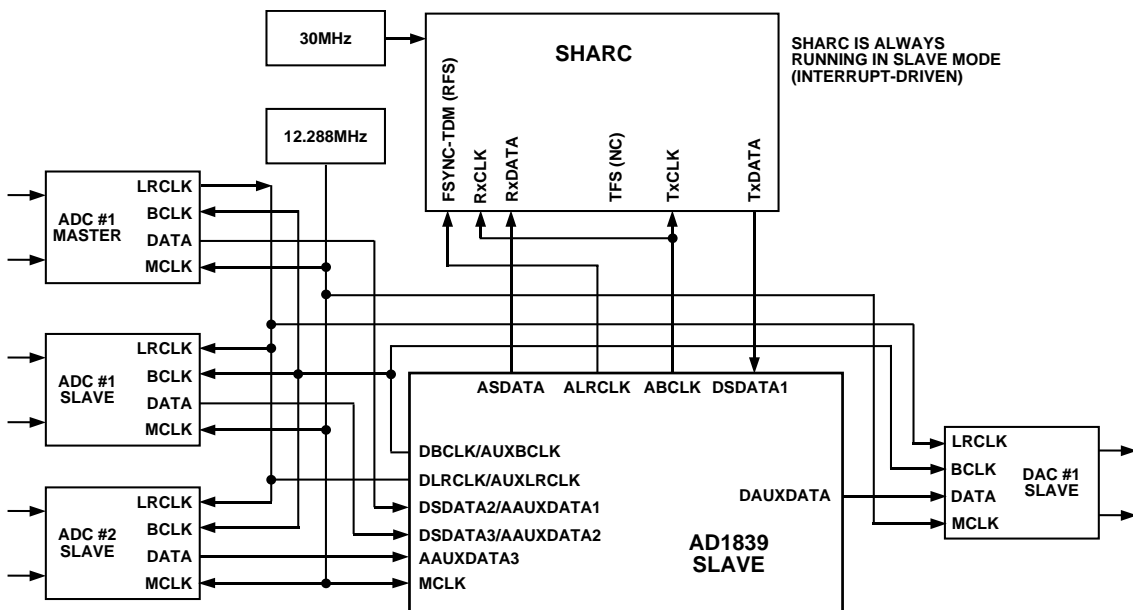 30MHz
SHARC
SHARC IS ALWAYS
RUNNING IN SLAVE MODE
(INTERRUPT-DRIVEN)
12.288MHz
FSYNC-TDM (RFS)
RxCLK
RxDATA
TFS (NC)
TxCLK
TxDATA
ADC #1
MASTER
LRCLK
BCLK
DATA
MCLK
ADC #1
SLAVE
LRCLK
BCLK
DATA
MCLK
ADC #2
SLAVE
LRCLK
BCLK
DATA
MCLK
ASDATA
ALRCLK
ABCLK
DSDATA1
DBCLK/AUXBCLK
DLRCLK/AUXLRCLK
DSDATA2/AAUXDATA1
DSDATA3/AAUXDATA2
AAUXDATA3
MCLK
DAUXDATA
AD1839
SLAVE
LRCLK
BCLK
DATA
MCLK
DAC #1
SLAVE